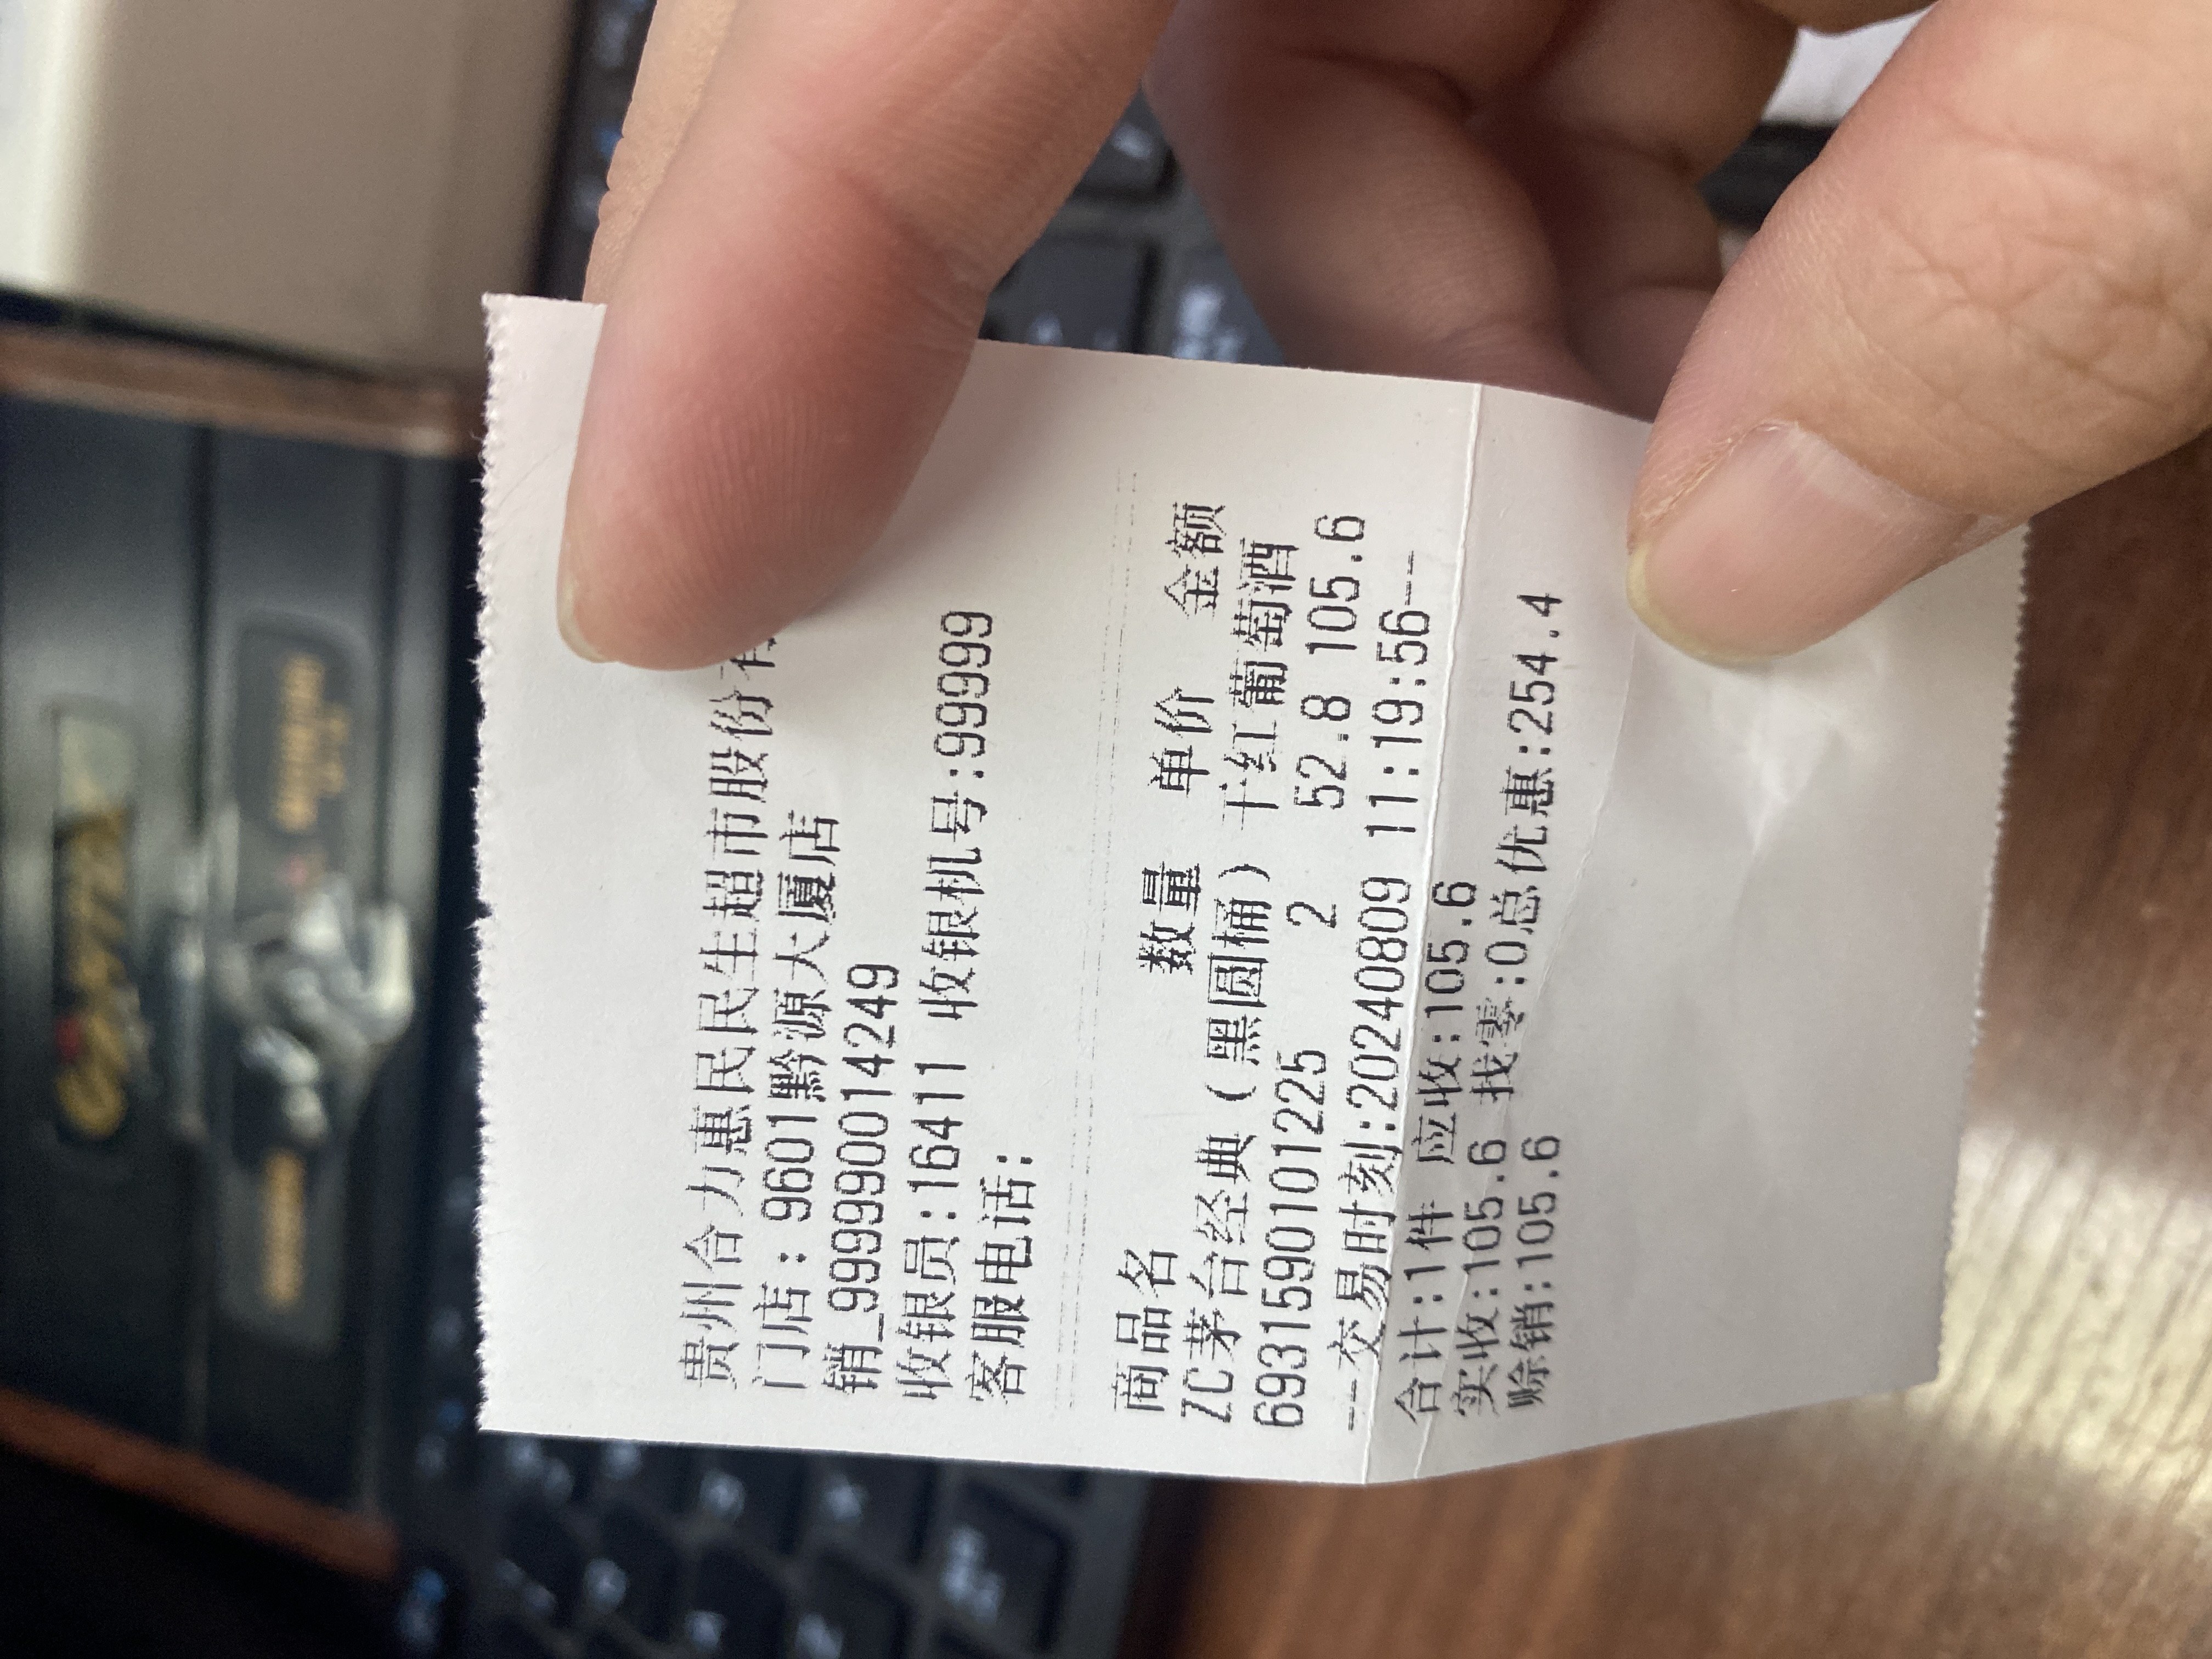 贵州合力惠民民生超市股份
门店：9601黔源大厦店
销_9999900014249
收银员:16411 收银机号:99999
客服电话:
商品名 数量 单价 金额
ZC茅台经典（黑圆桶）干红葡萄酒
6931590101225 2 52.8 105.6
--交易时刻:20240809 11:19:56--
合计:1件 应收:105.6
实收:105.6 找零:0总优惠:254.4
赊销:105.6